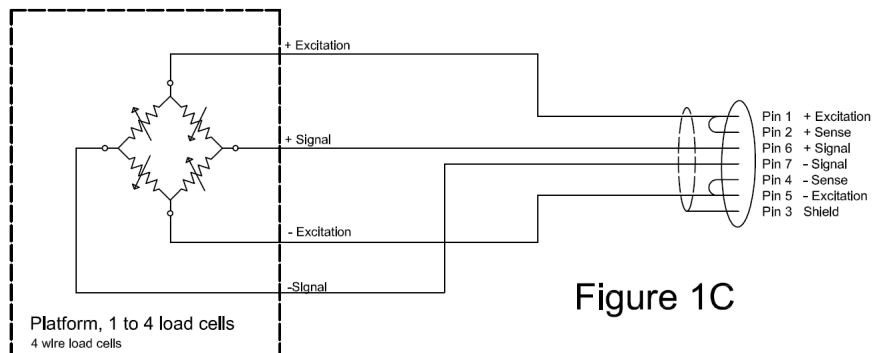 + Excitation
+ Signal
- Excitation
-Signal
Platform, 1 to 4 load cells
4 wire load cells
Pin 1 + Excitation
Pin 2 + Sense
Pin 6 + Signal
Pin 7 - Signal
Pin 4 - Sense
Pin 5 - Excitation
Pin 3 Shield
Figure 1C